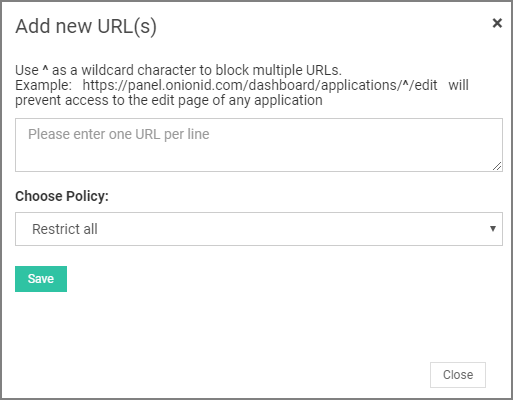 Add new URL(s)
×
Use ^ as a wildcard character to block multiple URLs.
Example: https://panel.onionid.com/dashboard/applications/^/edit will
prevent access to the edit page of any application
Please enter one URL per line
Choose Policy:
Restrict all
Save
Close